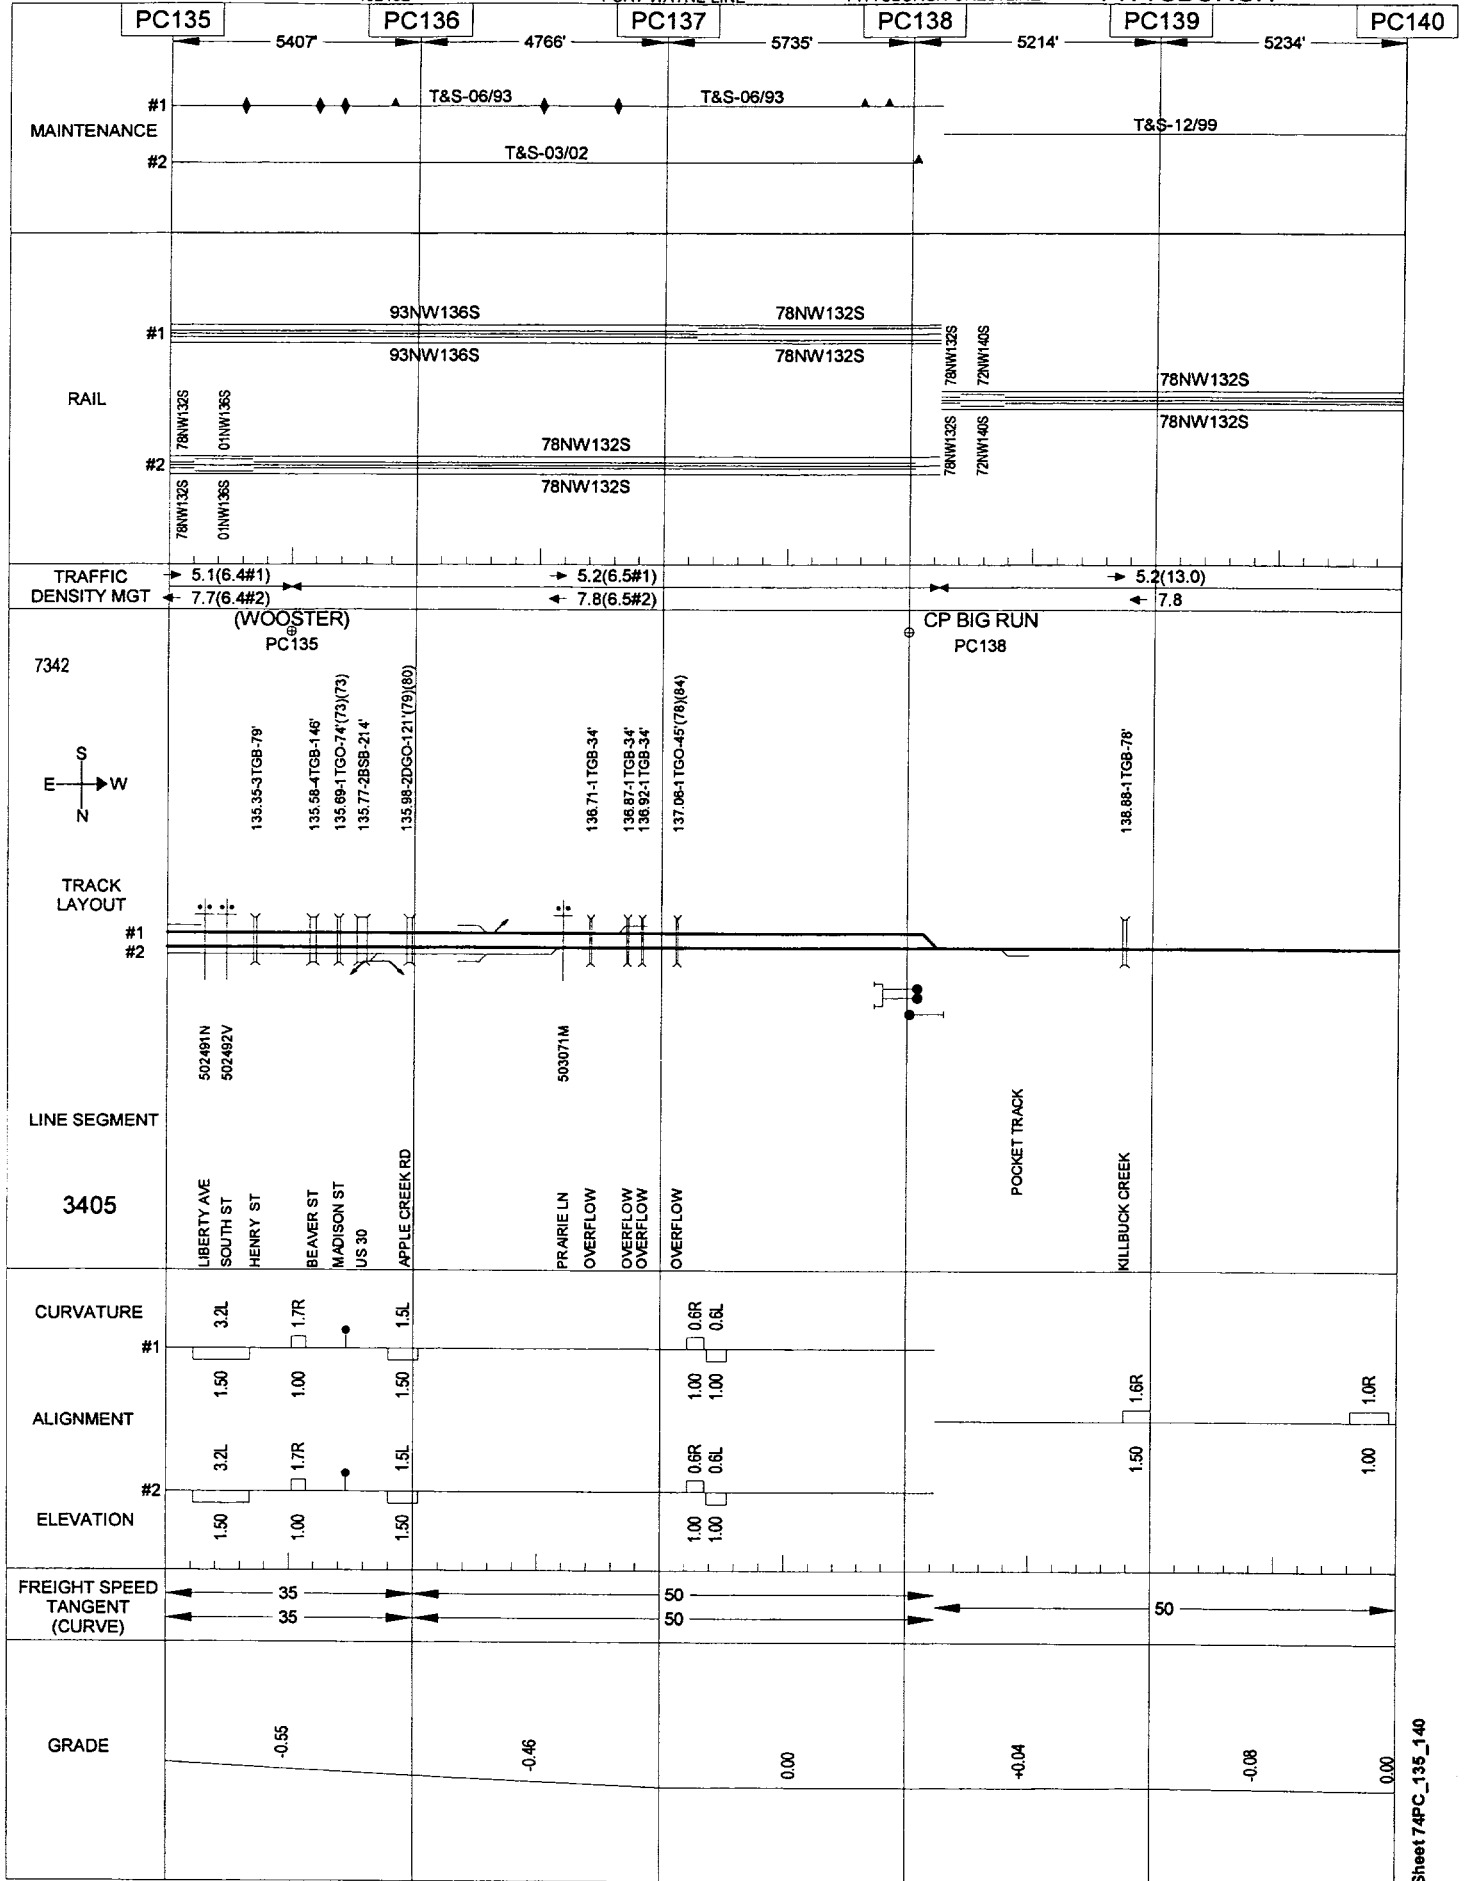 PC135 PC136 PC137 PC138 PC139 PC140
5407' 4766' 5735' 5214' 5234'
MAINTENANCE
#1 T&S-06/93 T&S-06/93
T&S-12/99
#2 T&S-03/02
RAIL
#1 93NW136S 78NW132S
93NW136S 78NW132S
78NW132S 72NW140S
78NW132S
78NW132S
78NW132S 72NW140S
78NW132S 01NW136S
#2 78NW132S
78NW132S
78NW132S 01NW136S
TRAFFIC
DENSITY MGT
5.1(6.4#1) 5.2(6.5#1) 5.2(13.0)
7.7(6.4#2) 7.8(6.5#2) 7.8
(WOOSTER)
PC135
CP BIG RUN
PC138
7342
S
E W
N
135.35-3TGB-79'
135.58-4TGB-146'
135.69-1TGO-74'(73)(73)
135.77-2BSB-214'
135.98-2DGO-121'(79)(80)
136.71-1TGB-34'
136.87-1TGB-34'
136.92-1TGB-34'
137.06-1TGO-45'(78)(84)
138.88-1TGB-78'
TRACK
LAYOUT
#1
#2
502491N
502492V
503071M
LINE SEGMENT
3405
LIBERTY AVE
SOUTH ST
HENRY ST
BEAVER ST
MADISON ST
US 30
APPLE CREEK RD
PRAIRIE LN
OVERFLOW
OVERFLOW
OVERFLOW
OVERFLOW
POCKET TRACK
KILLBUCK CREEK
CURVATURE
3.2L 1.7R 1.5L 0.6R 0.6L
#1
1.50 1.00 1.50 1.00 1.00
ALIGNMENT
1.6R 1.0R
1.50 1.00
3.2L 1.7R 1.5L 0.6R 0.6L
#2
1.50 1.00 1.50 1.00 1.00
ELEVATION
FREIGHT SPEED
TANGENT
(CURVE)
35 50
35 50
50
GRADE
-0.55 -0.46 0.00 +0.04 -0.08 0.00
Sheet 74PC_135_140